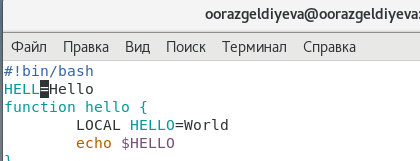 oorazgeldiyeva@oorazgeldiyeva
Файл Правка Вид Поиск Терминал Справка
#!bin/bash
HELL=Hello
function hello {
        LOCAL HELLO=World
        echo $HELLO
}